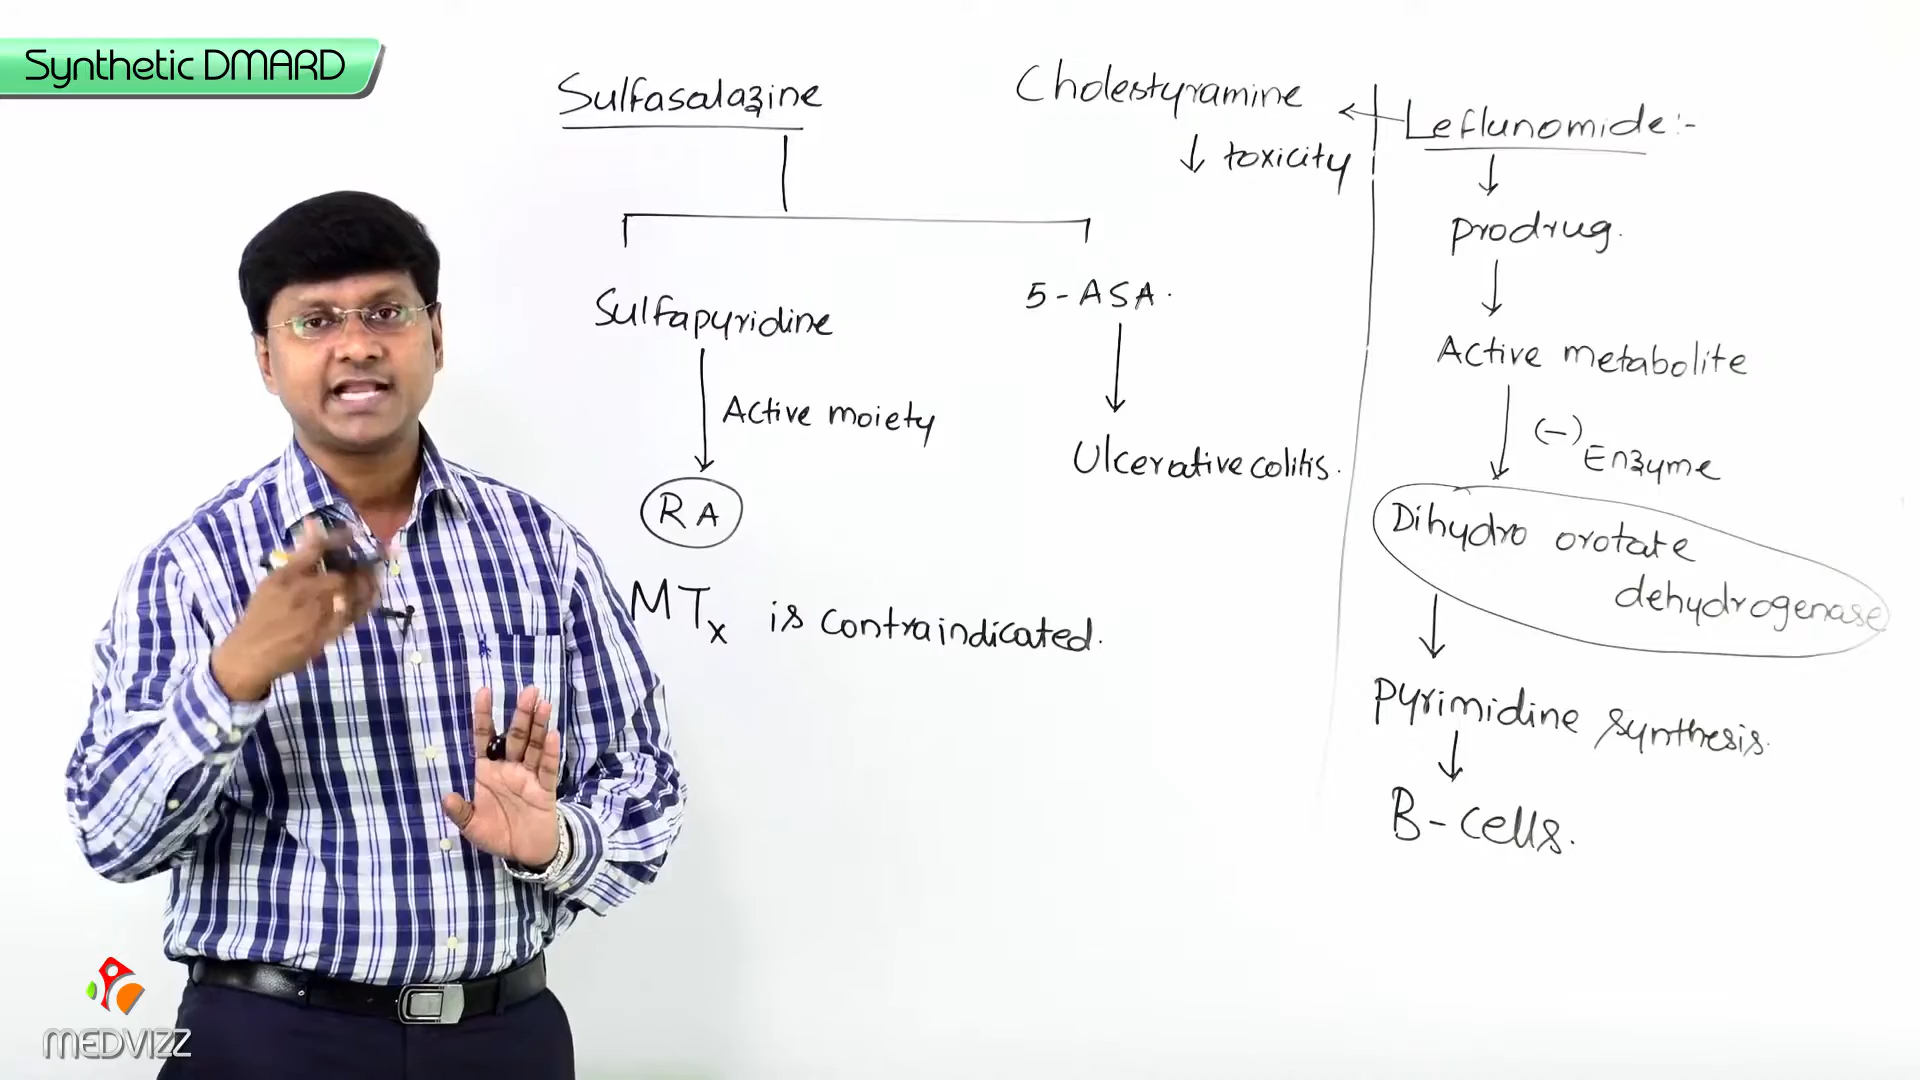 Synthetic DMARD
Sulfasalazine
Sulfapyridine
5-ASA.
Active moiety
RA
Ulcerative colitis.
MTx is contraindicated.
Cholestyramine
↓ toxicity
Leflunomide:-
Prodrug.
Active metabolite
(-) Enzyme
Dihydro orotate
dehydrogenase
Pyrimidine synthesis.
B-cells.
MEDVIZZ